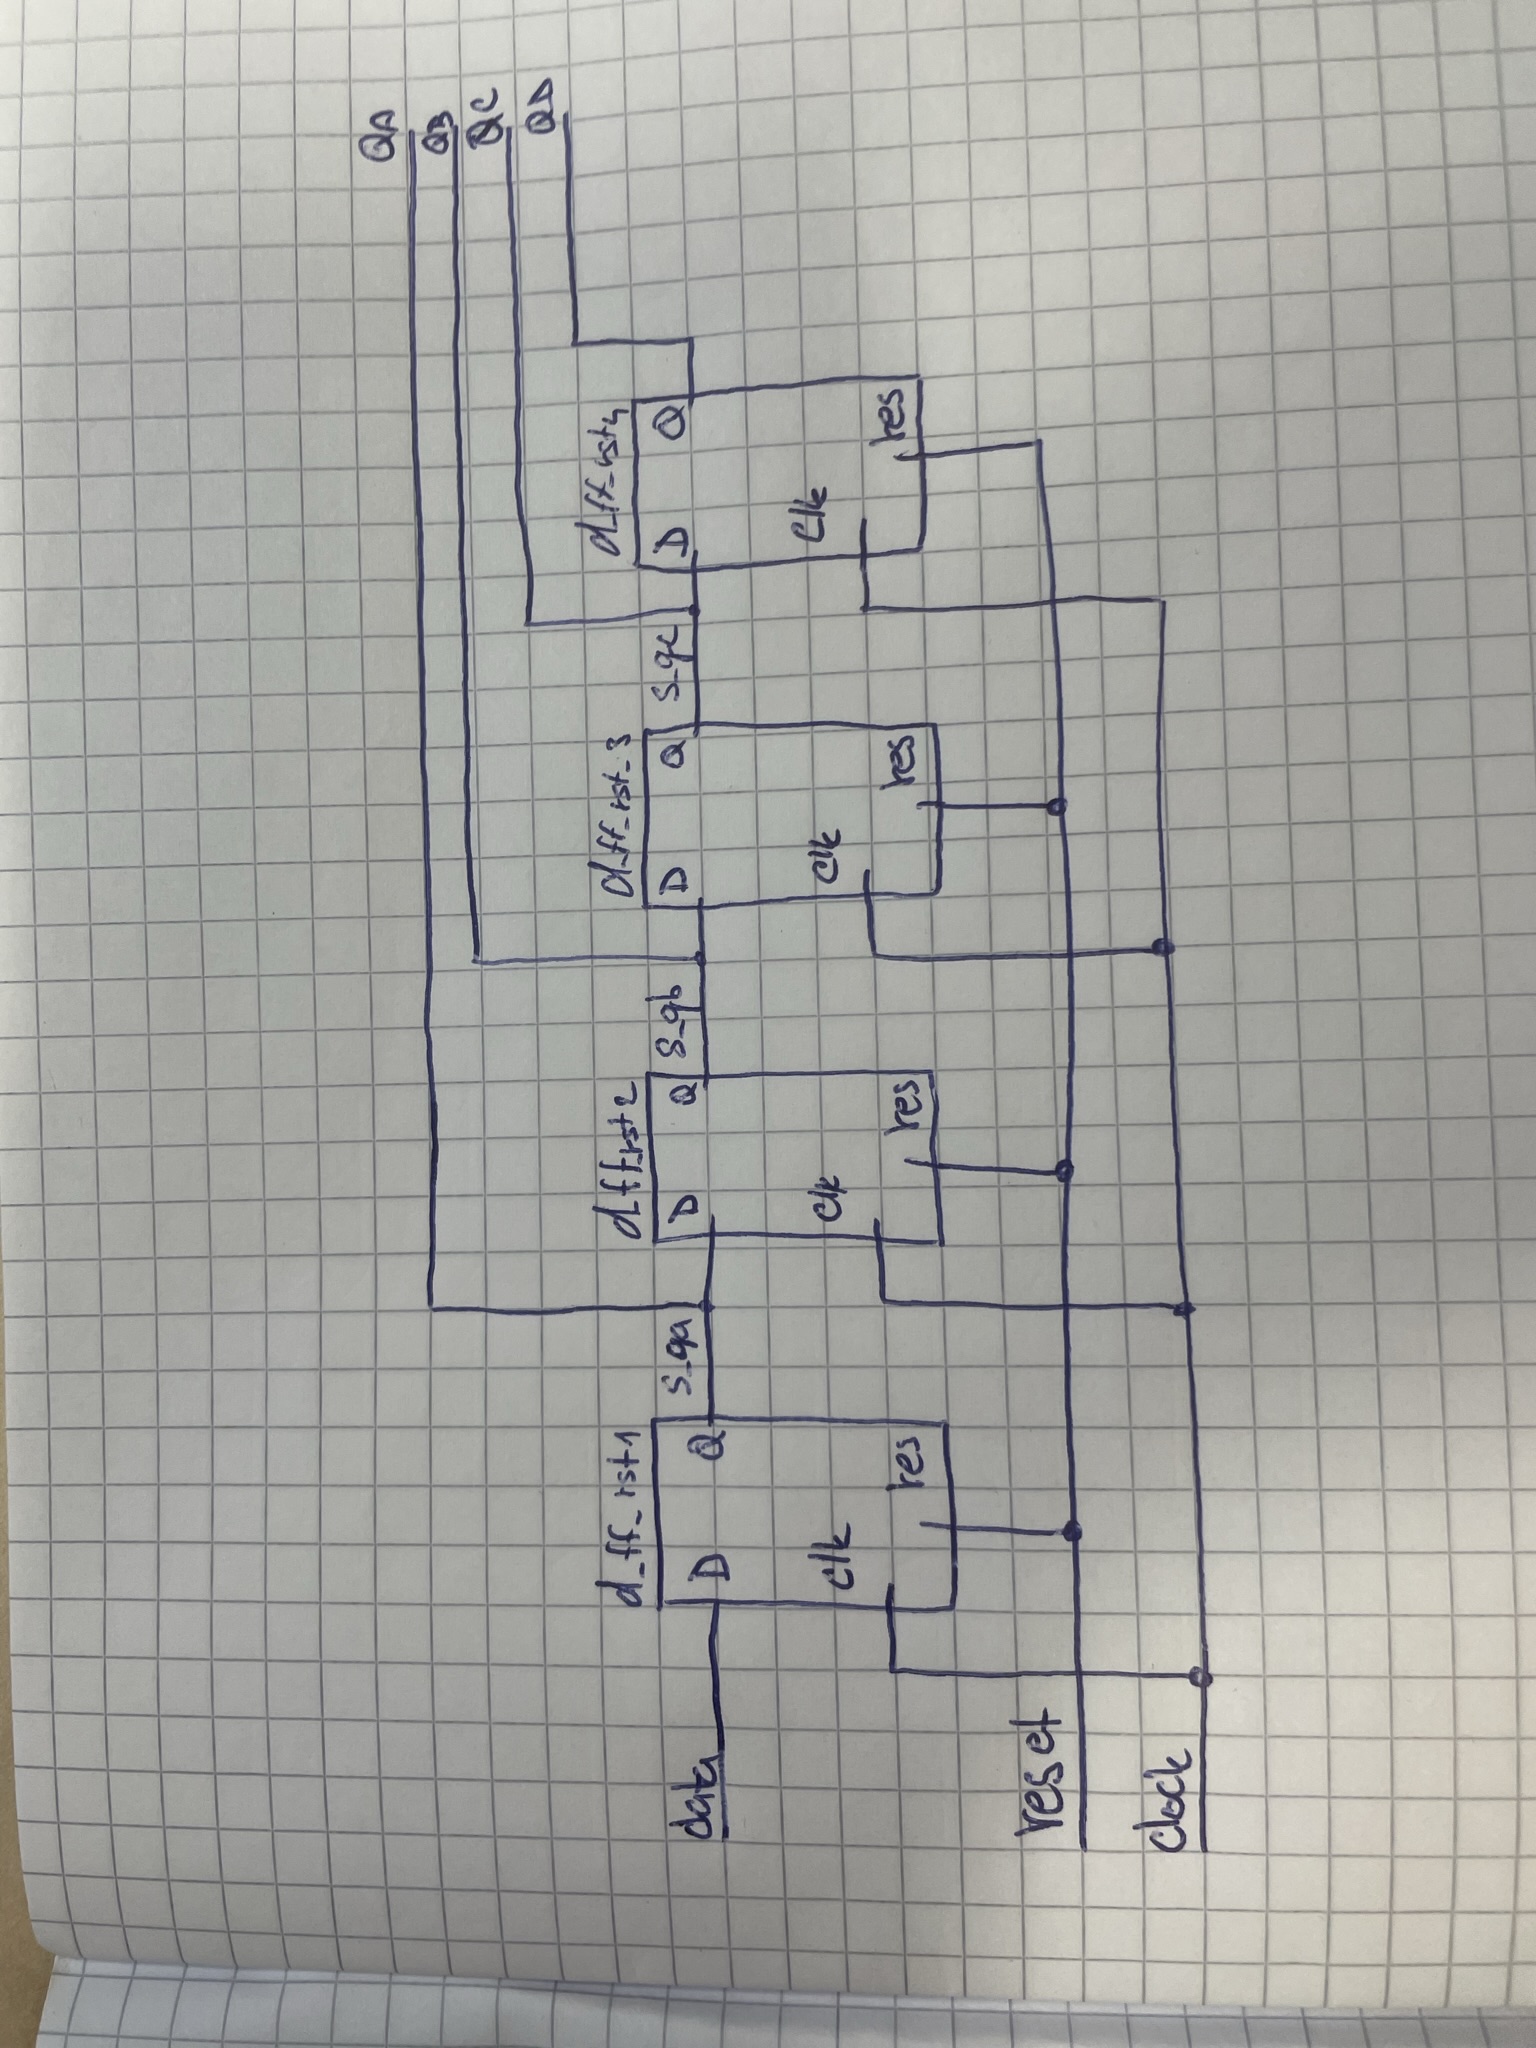 QA
QB
QC
QD
d_ff_rst1
d_ff_rst2
d_ff_rst_3
d_ff_rst4
data
D
Q
s_qa
D
Q
s_qb
D
Q
s_qc
D
Q
clk
clk
clk
clk
res
res
res
res
reset
clock